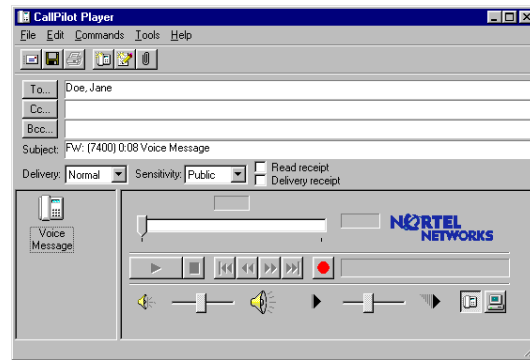 CallPilot Player
File Edit Commands Tools Help
To... Doe, Jane
Cc...
Bcc...
Subject: FW: (7400) 0:08 Voice Message
Delivery: Normal Sensitivity: Public Read receipt
Delivery receipt
Voice
Message
NORTEL
NETWORKS